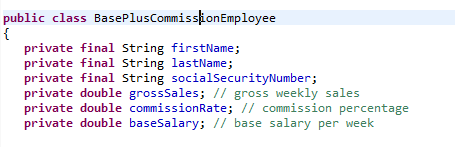 public class BasePlusCommissionEmployee
{
private final String firstName;
private final String lastName;
private final String socialSecurityNumber;
private double grossSales; // gross weekly sales
private double commissionRate; // commission percentage
private double baseSalary; // base salary per week